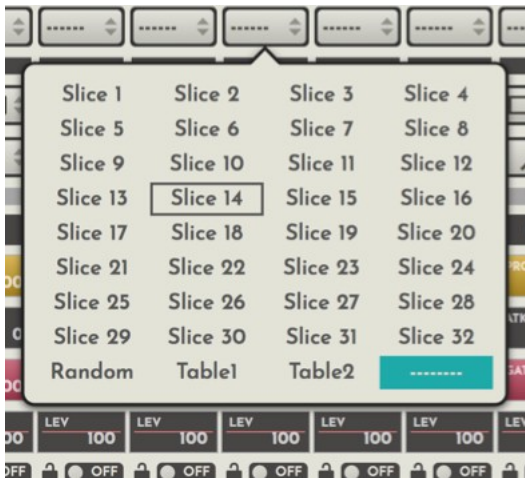 ------ ------ ------ ------ ------
Slice 1 Slice 2 Slice 3 Slice 4
Slice 5 Slice 6 Slice 7 Slice 8
Slice 9 Slice 10 Slice 11 Slice 12
Slice 13 Slice 14 Slice 15 Slice 16
Slice 17 Slice 18 Slice 19 Slice 20
Slice 21 Slice 22 Slice 23 Slice 24
Slice 25 Slice 26 Slice 27 Slice 28
Slice 29 Slice 30 Slice 31 Slice 32
Random Table1 Table2 --------
LEV LEV LEV LEV LEV
100 100 100 100 100
OFF OFF OFF OFF OFF OFF